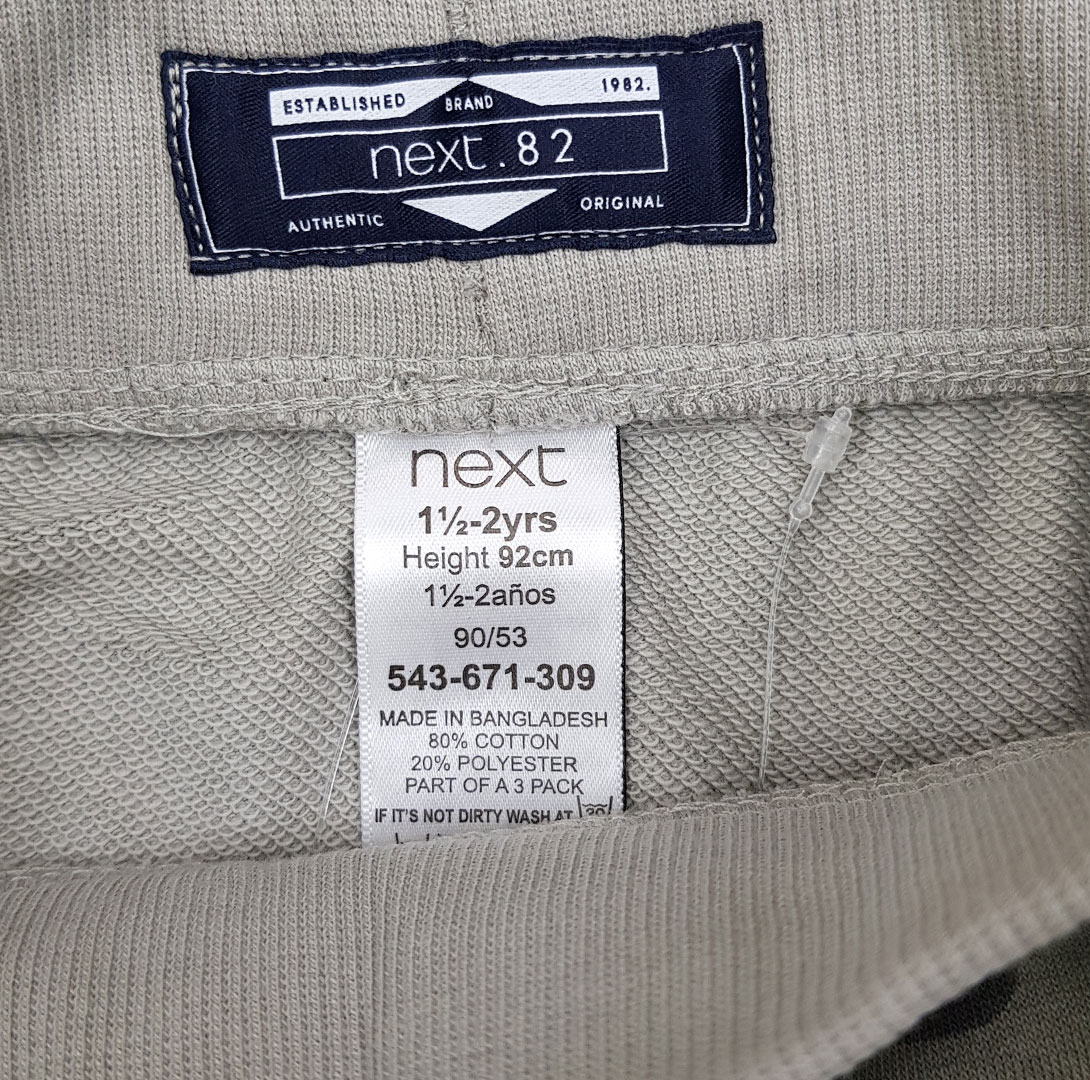 ESTABLISHED BRAND 1982.
next.82
AUTHENTIC ORIGINAL
next
1½-2yrs
Height 92cm
1½-2años
90/53
543-671-309
MADE IN BANGLADESH
80% COTTON
20% POLYESTER
PART OF A 3 PACK
IF IT'S NOT DIRTY WASH AT 30